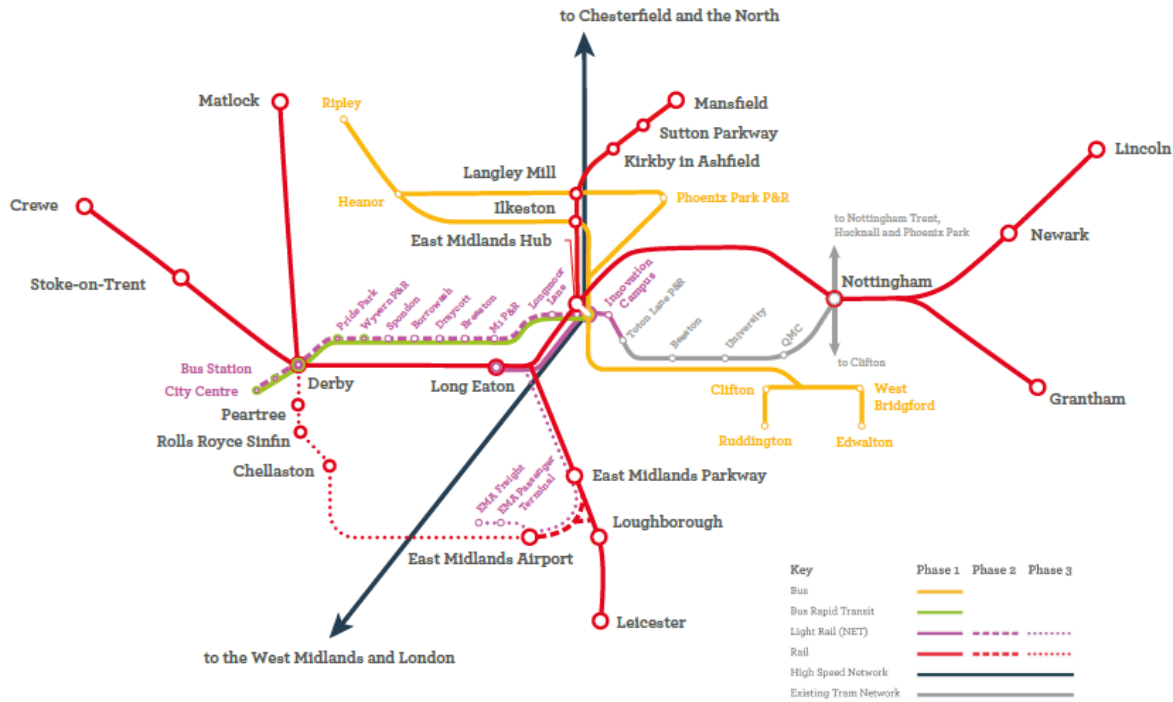 to Chesterfield and the North
Matlock
Ripley
Mansfield
Sutton Parkway
Kirkby in Ashfield
Lincoln
Langley Mill
Heanor
Phoenix Park P&R
Crewe
Ilkeston
East Midlands Hub
to Nottingham Trent,
Hucknall and Phoenix Park
Newark
Stoke-on-Trent
Nottingham
Pride Park
Wyvern P&R
Spondon
Borrowash
Draycott
Breaston
M1 P&R
Longmoor
Lane
Innovation
Campus
Toton Lane P&R
Beeston
University
QMC
to Clifton
Bus Station
City Centre
Derby
Long Eaton
Clifton
West
Bridgford
Grantham
Peartree
Rolls Royce Sinfin
Ruddington
Edwalton
Chellaston
EMA Freight
EMA Passenger
Terminal
East Midlands Parkway
Loughborough
East Midlands Airport
Leicester
to the West Midlands and London
Key Phase 1 Phase 2 Phase 3
Bus
Bus Rapid Transit
Light Rail (NET)
Rail
High Speed Network
Existing Tram Network